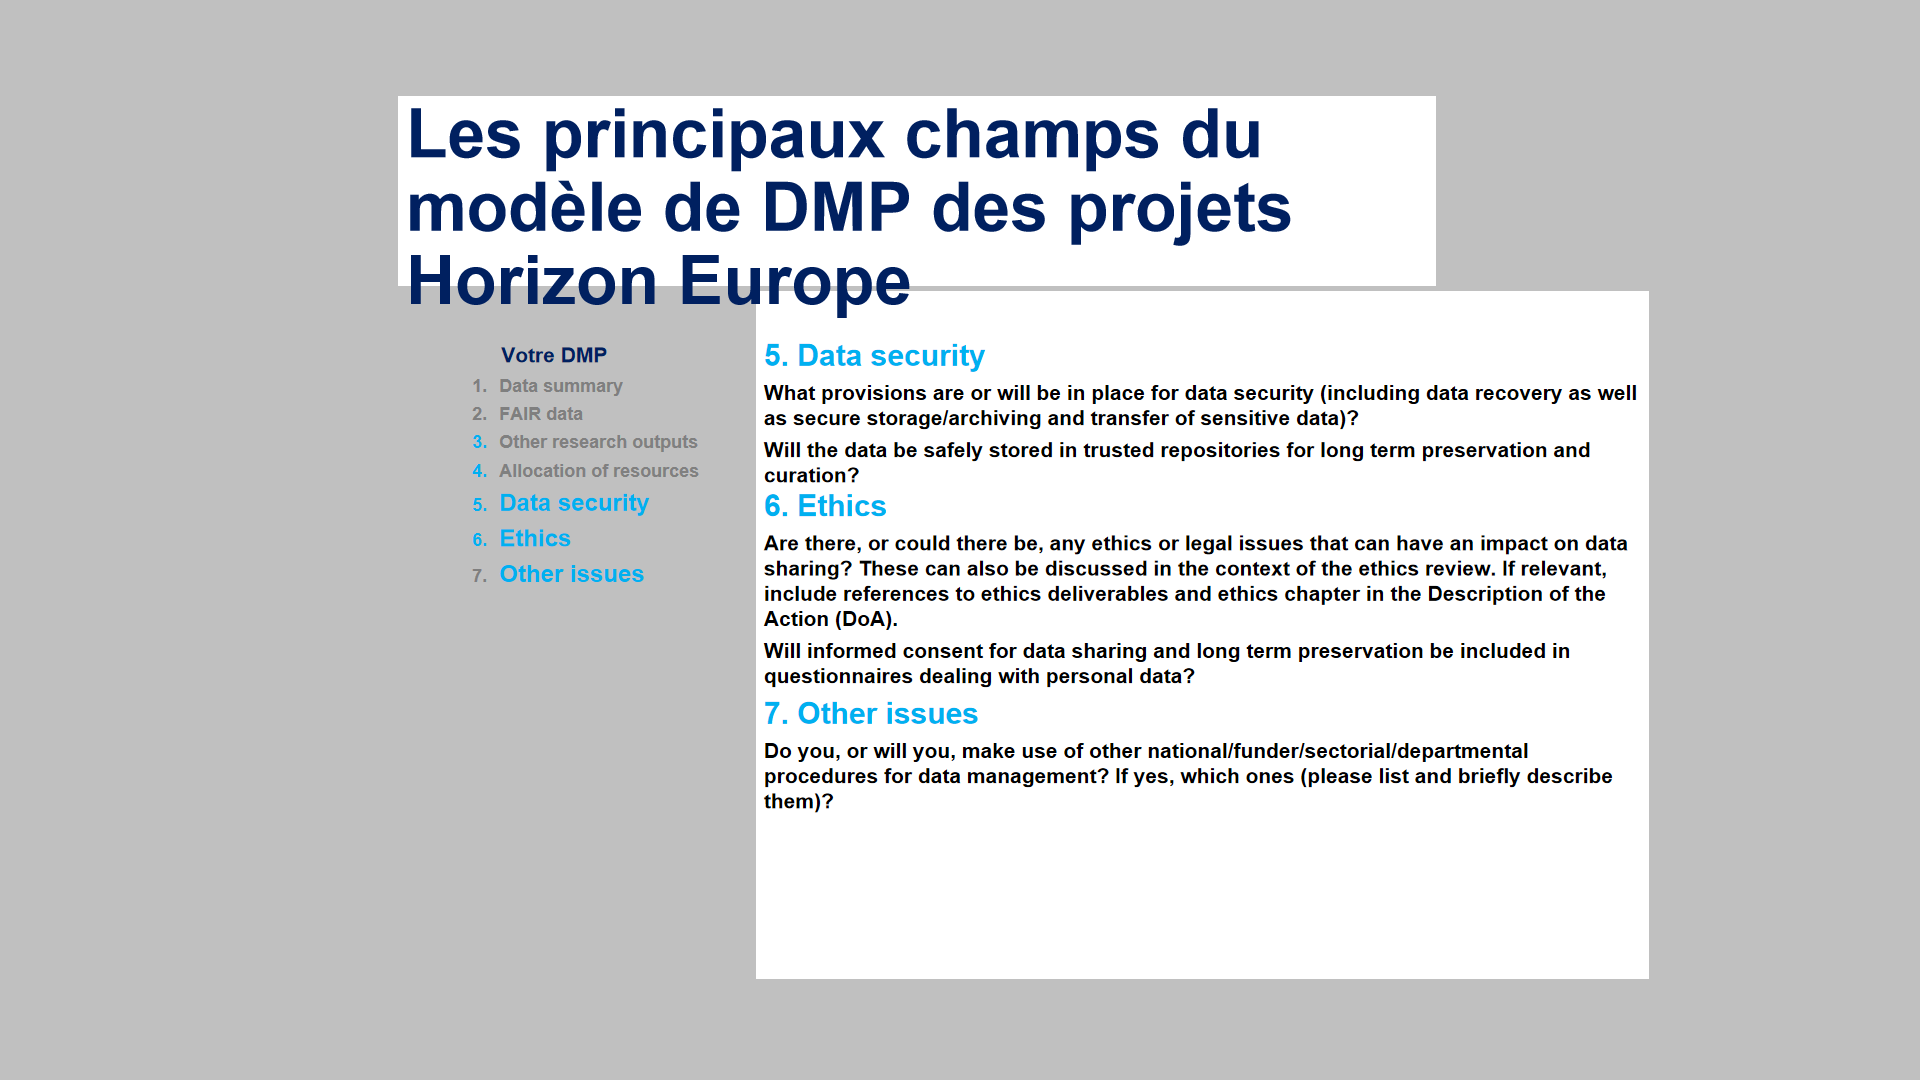 Les principaux champs du
modèle de DMP des projets
Horizon Europe
Votre DMP
1. Data summary
2. FAIR data
3. Other research outputs
4. Allocation of resources
5. Data security
6. Ethics
7. Other issues
5. Data security
What provisions are or will be in place for data security (including data recovery as well
as secure storage/archiving and transfer of sensitive data)?
Will the data be safely stored in trusted repositories for long term preservation and
curation?
6. Ethics
Are there, or could there be, any ethics or legal issues that can have an impact on data
sharing? These can also be discussed in the context of the ethics review. If relevant,
include references to ethics deliverables and ethics chapter in the Description of the
Action (DoA).
Will informed consent for data sharing and long term preservation be included in
questionnaires dealing with personal data?
7. Other issues
Do you, or will you, make use of other national/funder/sectorial/departmental
procedures for data management? If yes, which ones (please list and briefly describe
them)?